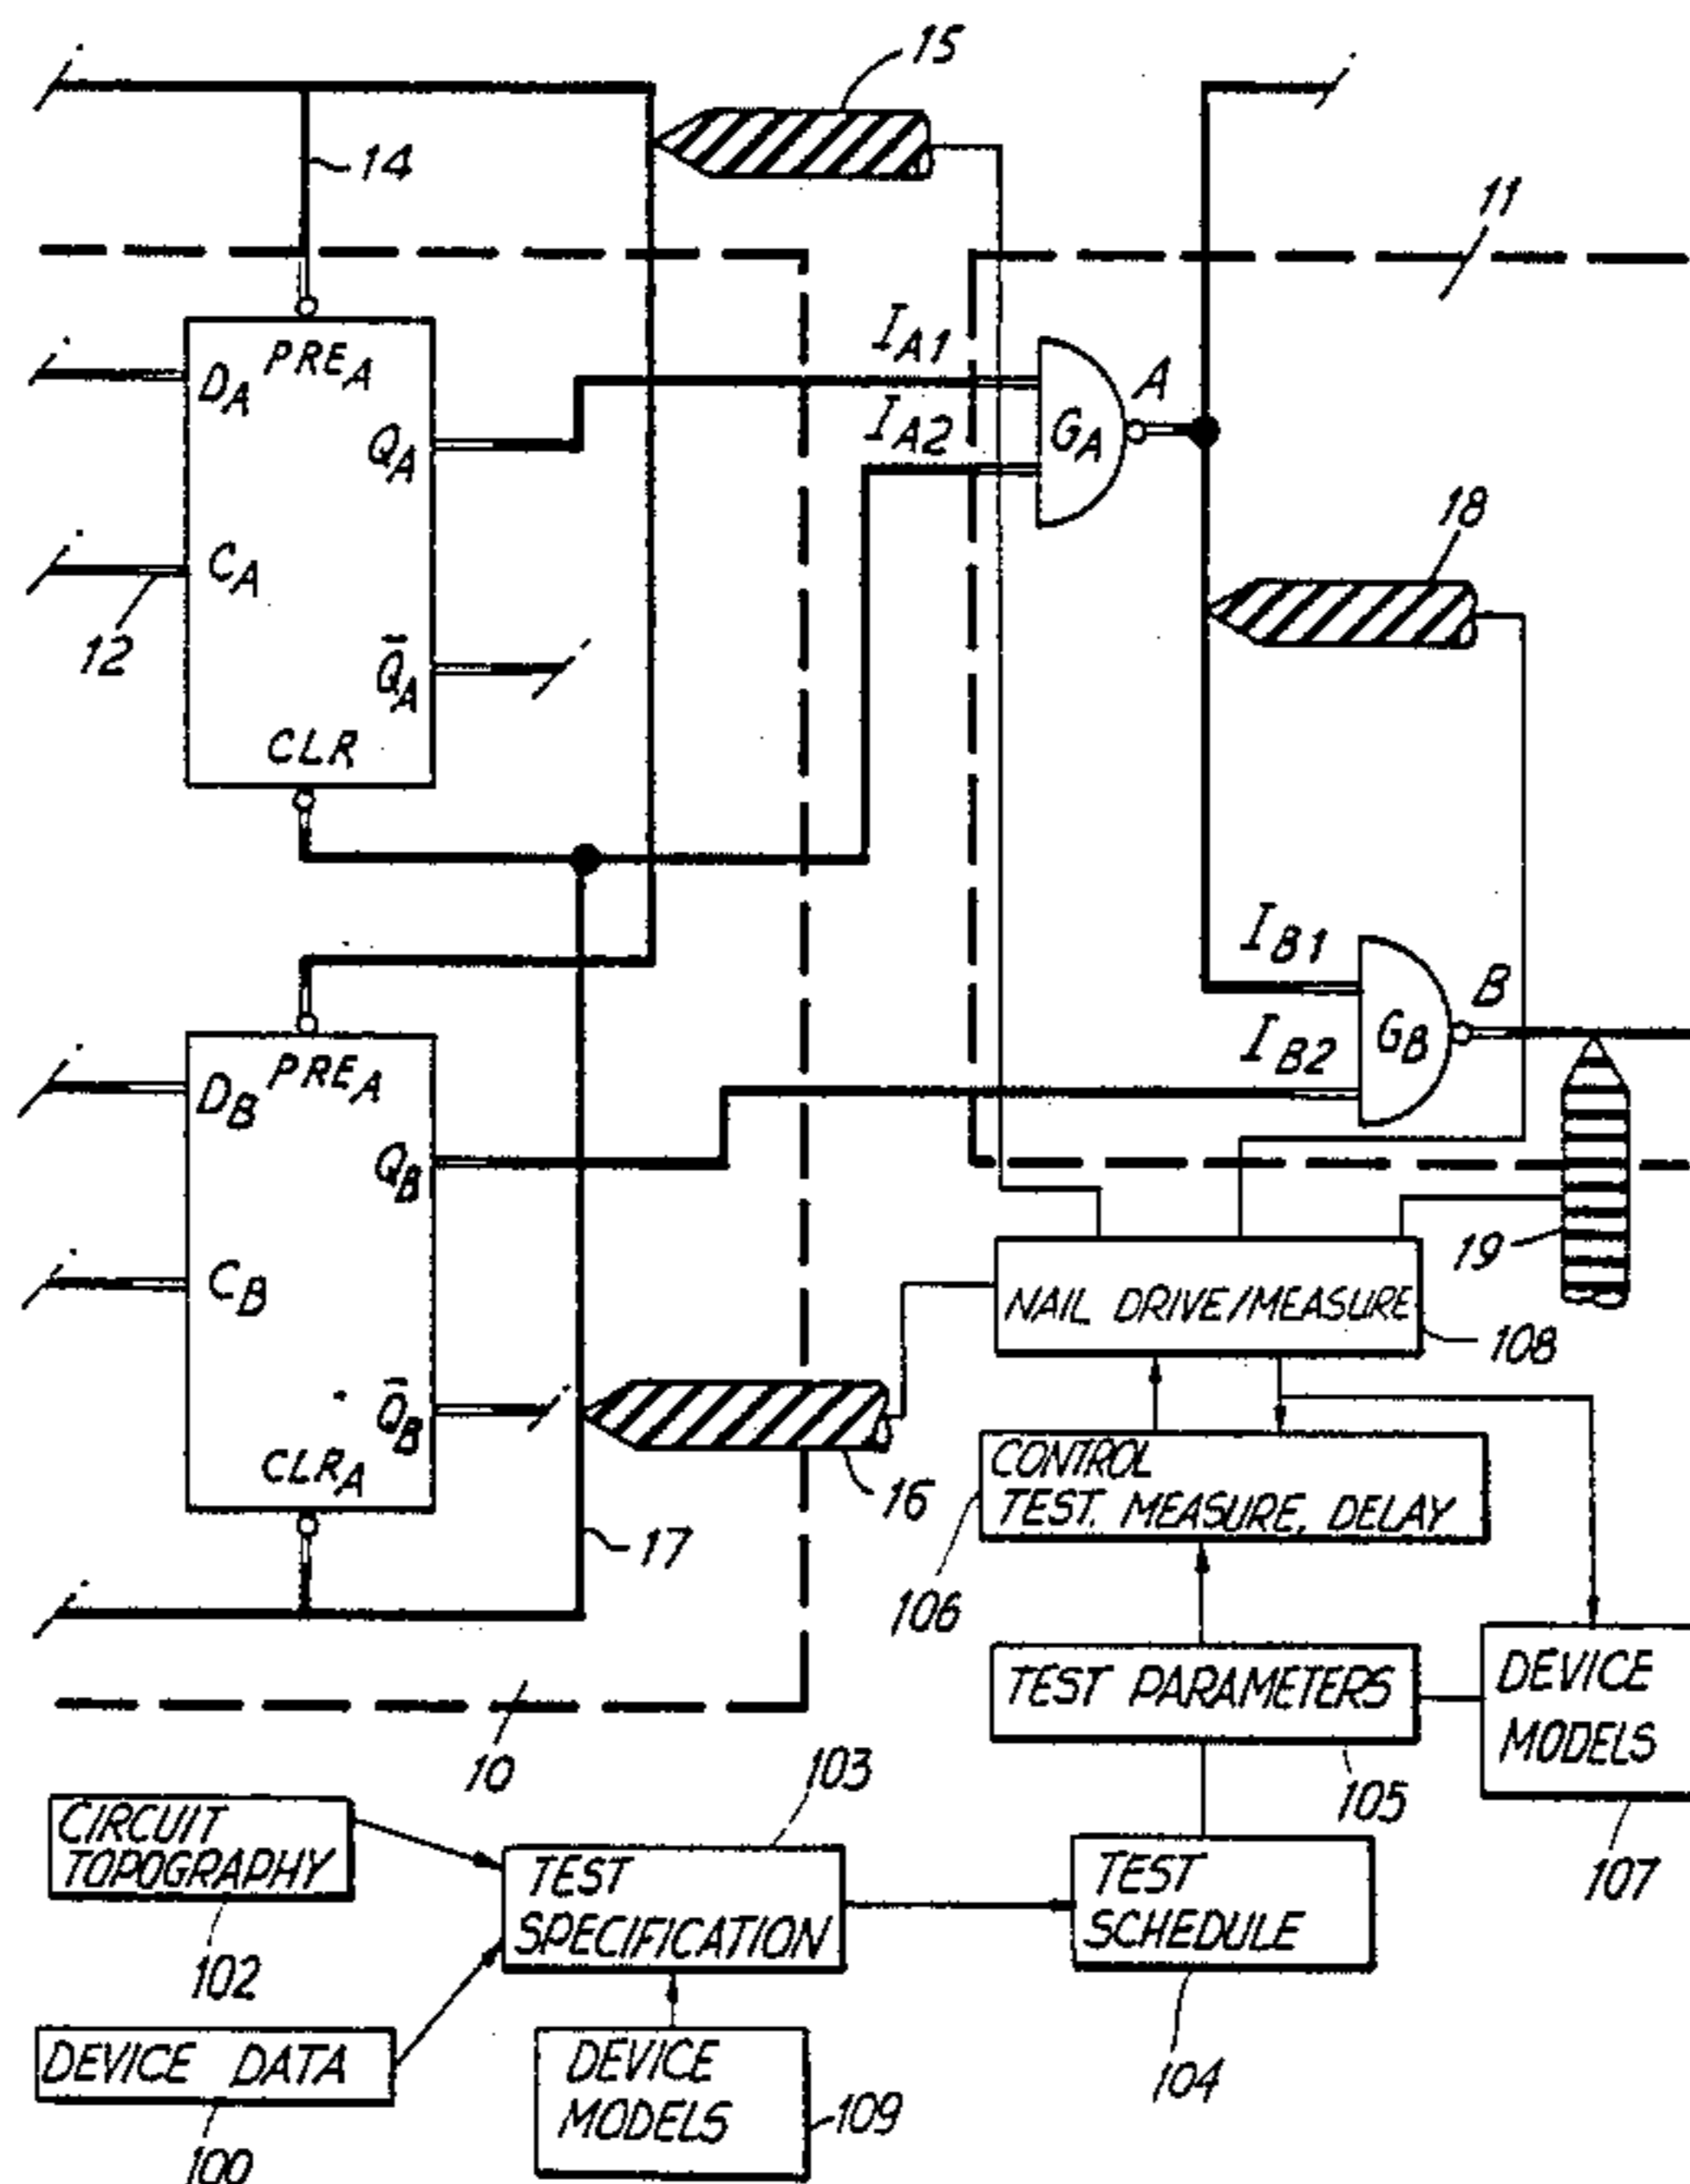 15
14
11
I_A1
PRE_A
D_A
A
I_A2
Q_A
G_A
18
C_A
12
Q̄_A
CLR
I_B1
B
G_B
I_B2
PRE_A
D_B
Q_B
19
C_B
NAIL DRIVE/MEASURE
108
Q̄_B
CLR_A
16
CONTROL
TEST, MEASURE, DELAY
17
106
TEST PARAMETERS
DEVICE
MODELS
10
103
105
CIRCUIT
TOPOGRAPHY
TEST
SPECIFICATION
TEST
SCHEDULE
107
102
DEVICE DATA
DEVICE
MODELS
104
109
100